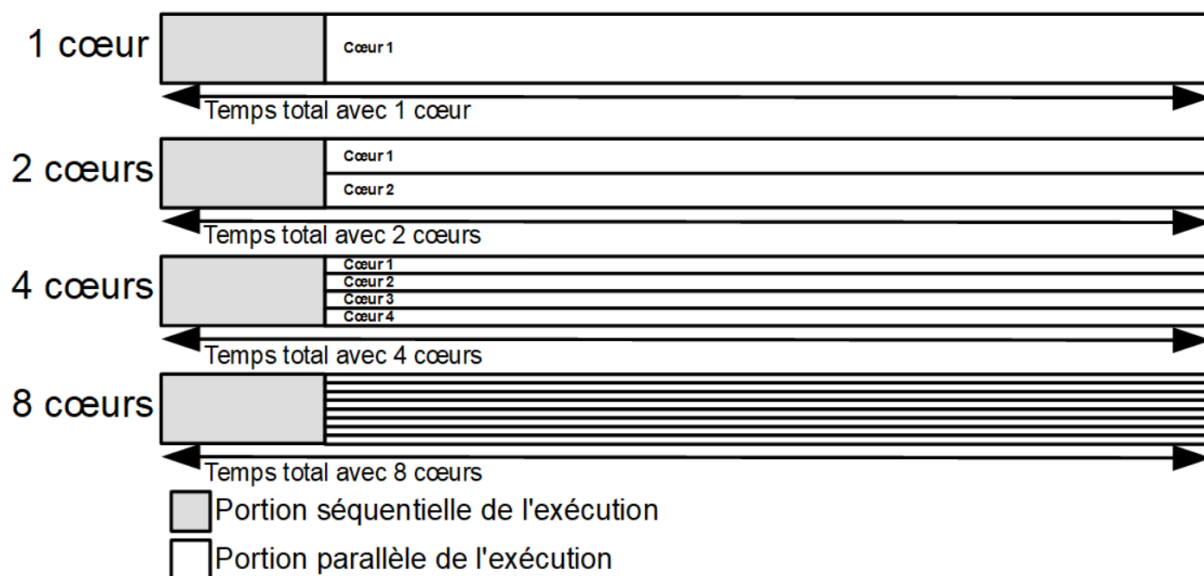 1 cœur
Cœur 1
Temps total avec 1 cœur
2 cœurs
Cœur 1
Cœur 2
Temps total avec 2 cœurs
4 cœurs
Cœur 1
Cœur 2
Cœur 3
Cœur 4
Temps total avec 4 cœurs
8 cœurs
Temps total avec 8 cœurs
Portion séquentielle de l'exécution
Portion parallèle de l'exécution